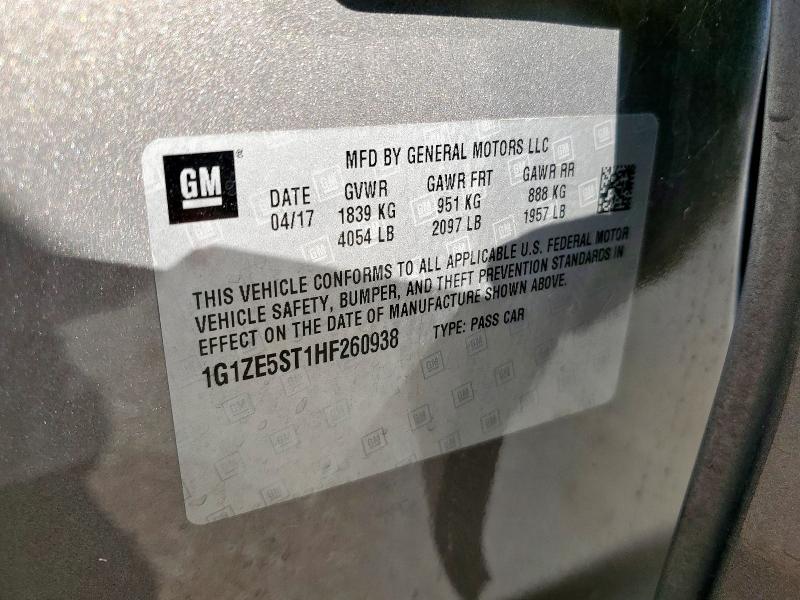 GM
MFD BY GENERAL MOTORS LLC
DATE GVWR GAWR FRT GAWR RR
04/17 1839 KG 951 KG 888 KG
4054 LB 2097 LB 1957 LB
THIS VEHICLE CONFORMS TO ALL APPLICABLE U.S. FEDERAL MOTOR
VEHICLE SAFETY, BUMPER, AND THEFT PREVENTION STANDARDS IN
EFFECT ON THE DATE OF MANUFACTURE SHOWN ABOVE.
1G1ZE5ST1HF260938 TYPE: PASS CAR